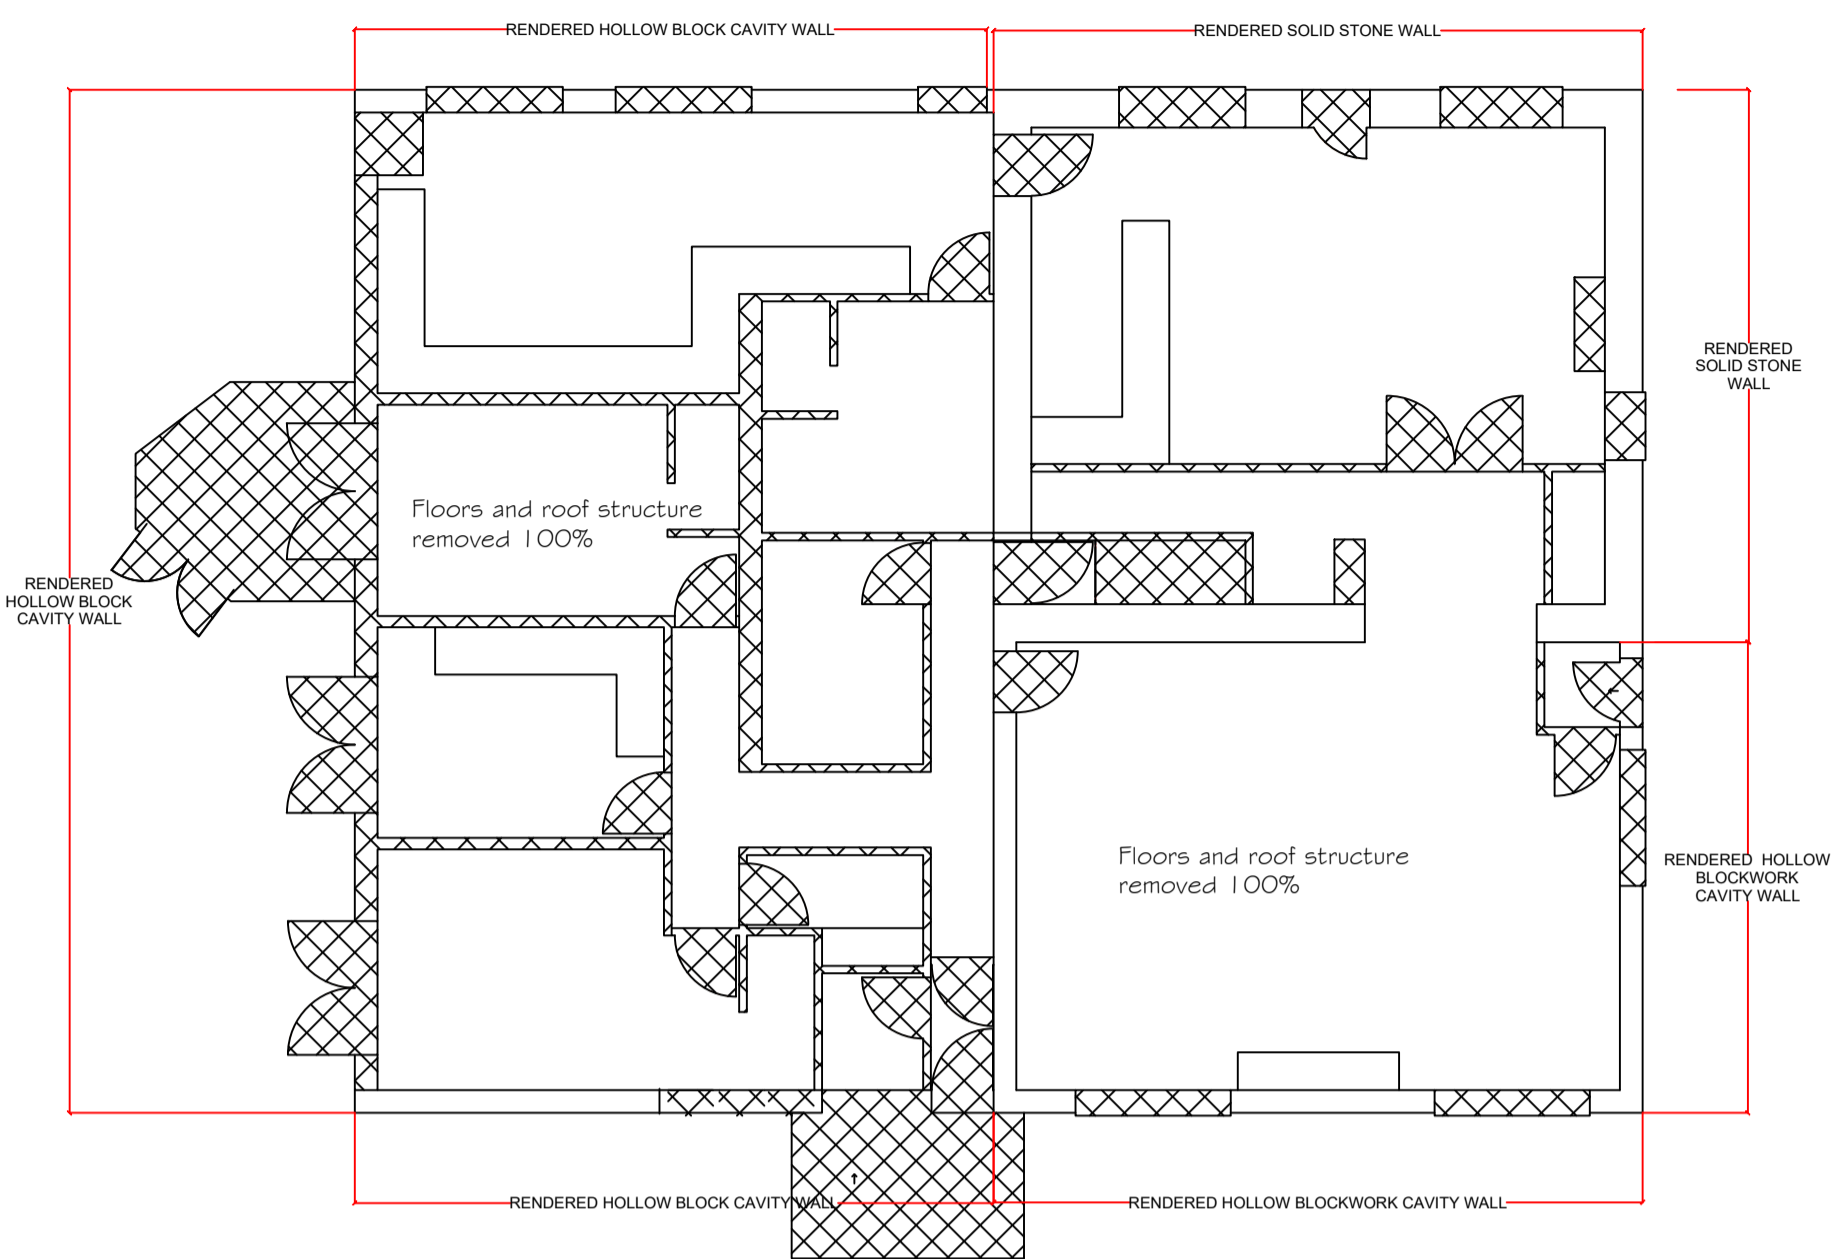 RENDERED HOLLOW BLOCK CAVITY WALL
RENDERED SOLID STONE WALL
RENDERED
SOLID STONE
WALL
Floors and roof structure
removed 100%
RENDERED
HOLLOW BLOCK
CAVITY WALL
Floors and roof structure
removed 100%
RENDERED HOLLOW
BLOCKWORK
CAVITY WALL
RENDERED HOLLOW BLOCK CAVITY WALL
RENDERED HOLLOW BLOCKWORK CAVITY WALL